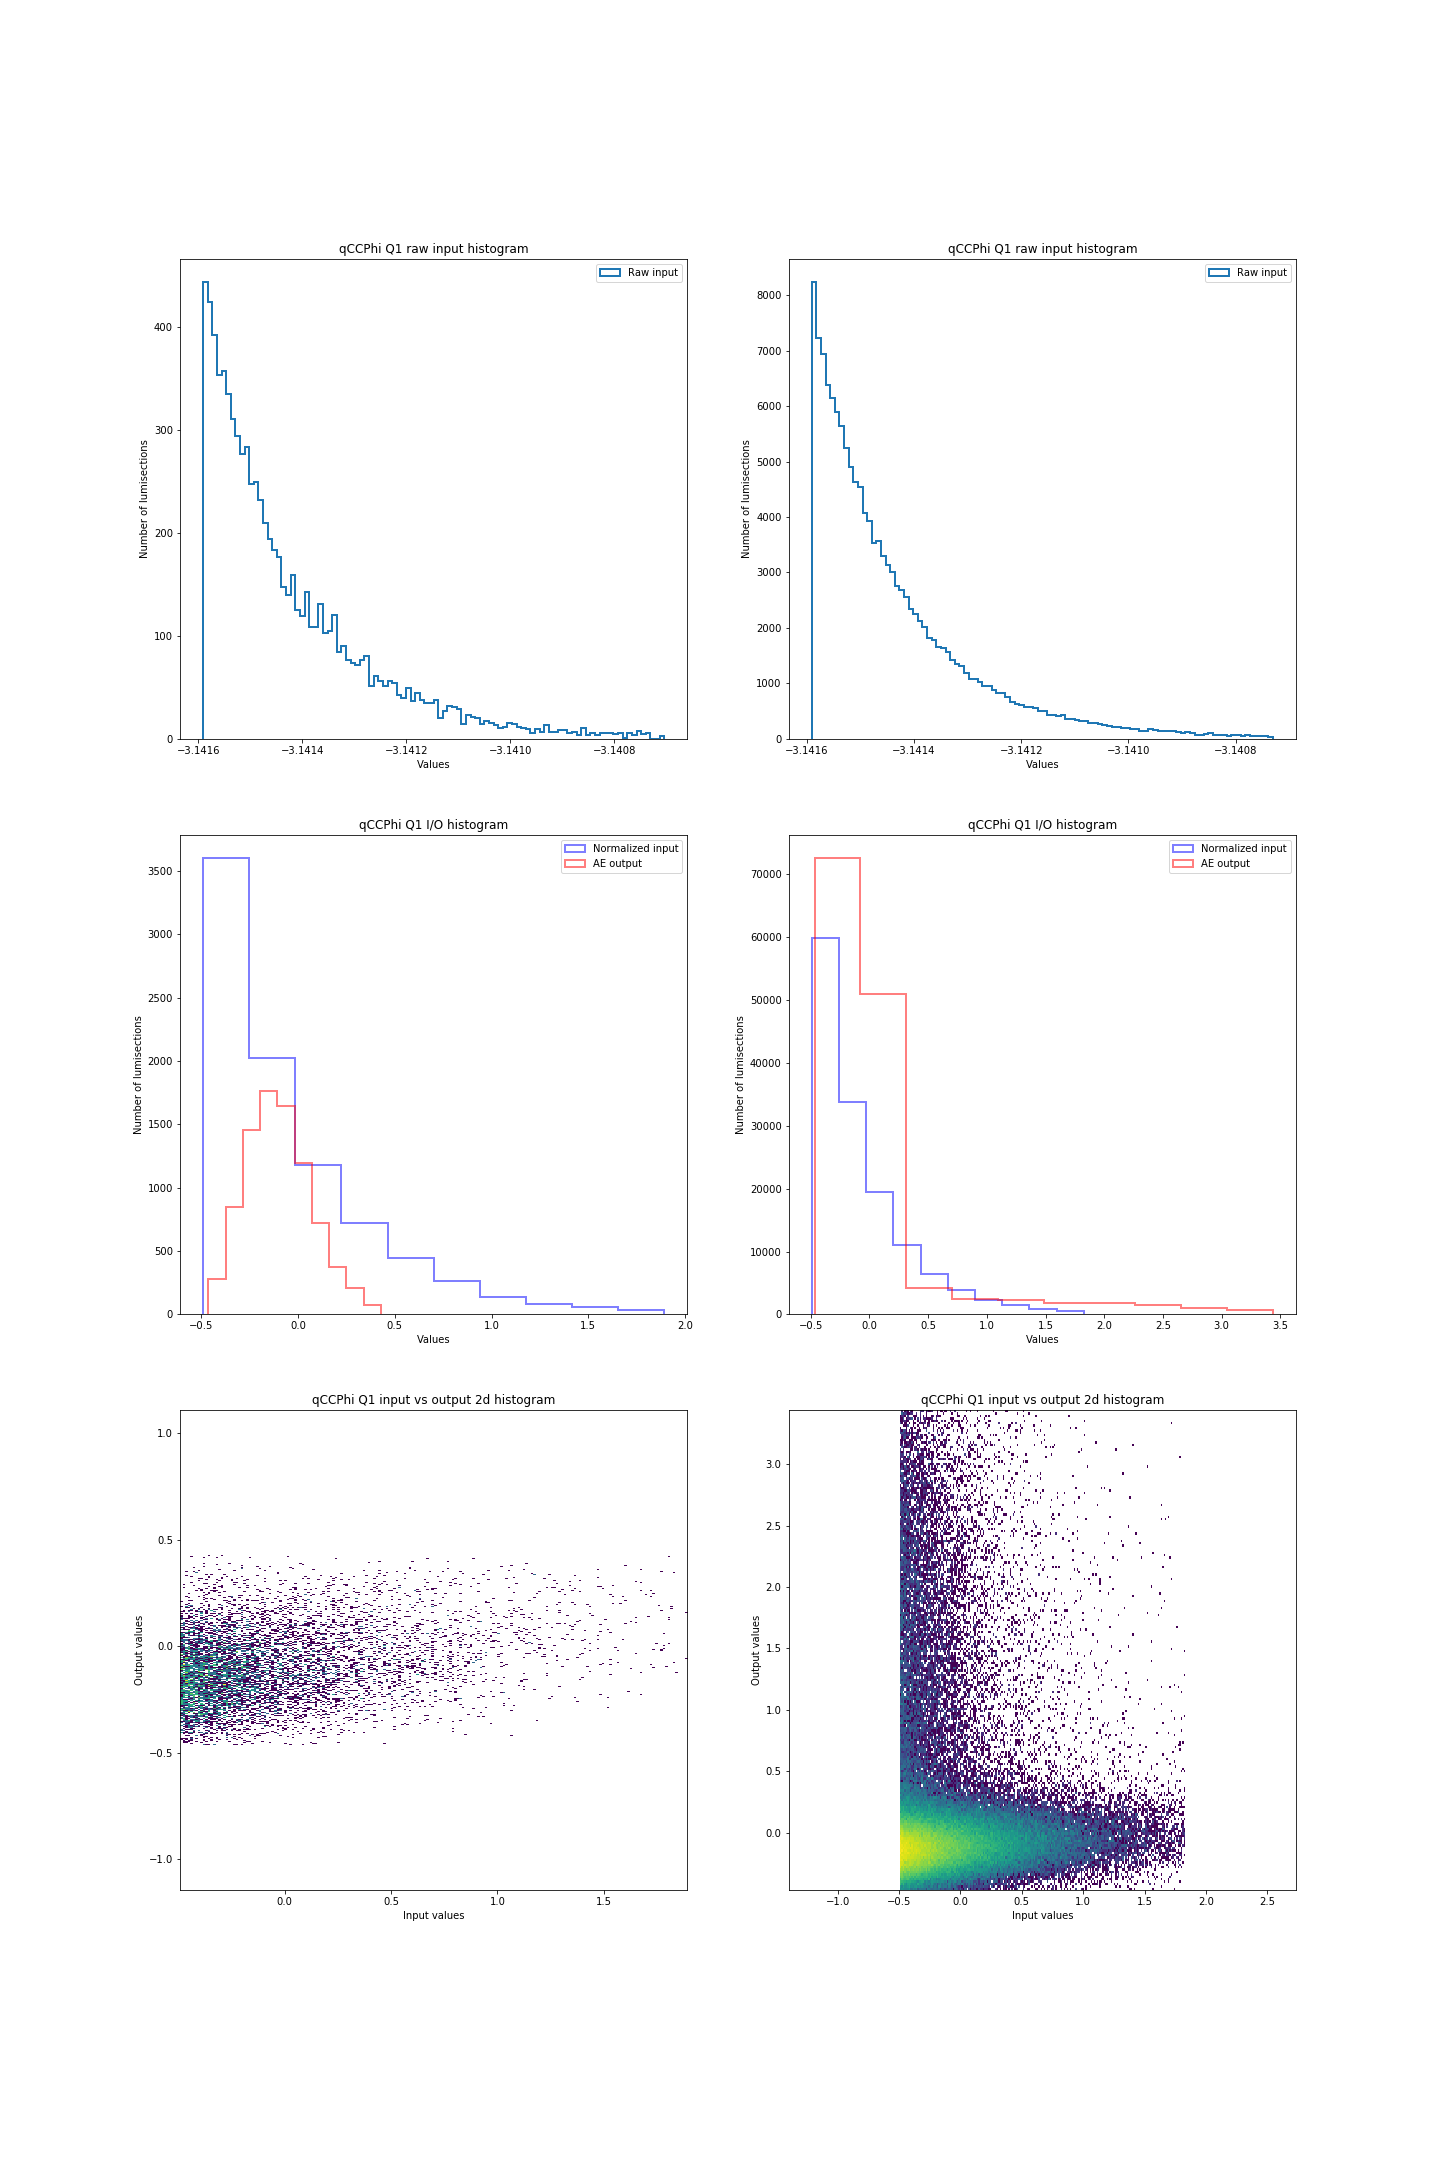 qCCPhi Q1 raw input histogram
Raw input
400
300
200
100
0
Number of lumisections
−3.1416 −3.1414 −3.1412 −3.1410 −3.1408
Values
qCCPhi Q1 raw input histogram
Raw input
8000
7000
6000
5000
4000
3000
2000
1000
0
Number of lumisections
−3.1416 −3.1414 −3.1412 −3.1410 −3.1408
Values
qCCPhi Q1 I/O histogram
Normalized input
AE output
3500
3000
2500
2000
1500
1000
500
0
Number of lumisections
−0.5 0.0 0.5 1.0 1.5 2.0
Values
qCCPhi Q1 I/O histogram
Normalized input
AE output
70000
60000
50000
40000
30000
20000
10000
0
Number of lumisections
−0.5 0.0 0.5 1.0 1.5 2.0 2.5 3.0 3.5
Values
qCCPhi Q1 input vs output 2d histogram
1.0
0.5
0.0
−0.5
−1.0
Output values
0.0 0.5 1.0 1.5
Input values
qCCPhi Q1 input vs output 2d histogram
3.0
2.5
2.0
1.5
1.0
0.5
0.0
Output values
−1.0 −0.5 0.0 0.5 1.0 1.5 2.0 2.5
Input values